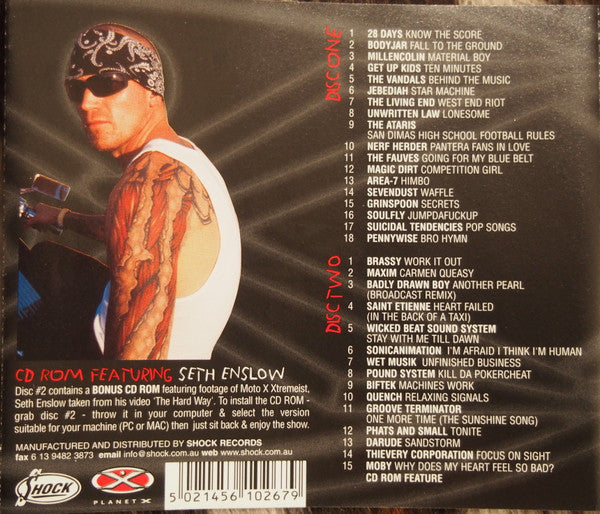 DISC ONE
1 28 DAYS KNOW THE SCORE
2 BODYJAR FALL TO THE GROUND
3 MILLENCOLIN MATERIAL BOY
4 GET UP KIDS TEN MINUTES
5 THE VANDALS BEHIND THE MUSIC
6 JEBEDIAH STAR MACHINE
7 THE LIVING END WEST END RIOT
8 UNWRITTEN LAW LONESOME
9 THE ATARIS
SAN DIMAS HIGH SCHOOL FOOTBALL RULES
10 NERF HERDER PANTERA FANS IN LOVE
11 THE FAUVES GOING FOR MY BLUE BELT
12 MAGIC DIRT COMPETITION GIRL
13 AREA-7 HIMBO
14 SEVENDUST WAFFLE
15 GRINSPOON SECRETS
16 SOULFLY JUMPDAFUCKUP
17 SUICIDAL TENDENCIES POP SONGS
18 PENNYWISE BRO HYMN
DISC TWO
1 BRASSY WORK IT OUT
2 MAXIM CARMEN QUEASY
3 BADLY DRAWN BOY ANOTHER PEARL
(BROADCAST REMIX)
4 SAINT ETIENNE HEART FAILED
(IN THE BACK OF A TAXI)
5 WICKED BEAT SOUND SYSTEM
STAY WITH ME TILL DAWN
6 SONICANIMATION I'M AFRAID I THINK I'M HUMAN
7 WET MUSIK UNFINISHED BUSINESS
8 POUND SYSTEM KILL DA POKERCHEAT
9 BIFTEK MACHINES WORK
10 QUENCH RELAXING SIGNALS
11 GROOVE TERMINATOR
ONE MORE TIME (THE SUNSHINE SONG)
12 PHATS AND SMALL TONITE
13 DARUDE SANDSTORM
14 THIEVERY CORPORATION FOCUS ON SIGHT
15 MOBY WHY DOES MY HEART FEEL SO BAD?
CD ROM FEATURE
CD ROM FEATURING SETH ENSLOW
Disc #2 contains a BONUS CD ROM featuring footage of Moto X Xtremeist,
Seth Enslow taken from his video 'The Hard Way'. To install the CD ROM -
grab disc #2 - throw it in your computer & select the version
suitable for your machine (PC or MAC) then just sit back & enjoy the show.
MANUFACTURED AND DISTRIBUTED BY SHOCK RECORDS
fax 6 13 9482 3873 email info@shock.com.au web www.shock.com.au
SHOCK
PLANET X
5 021456 102679